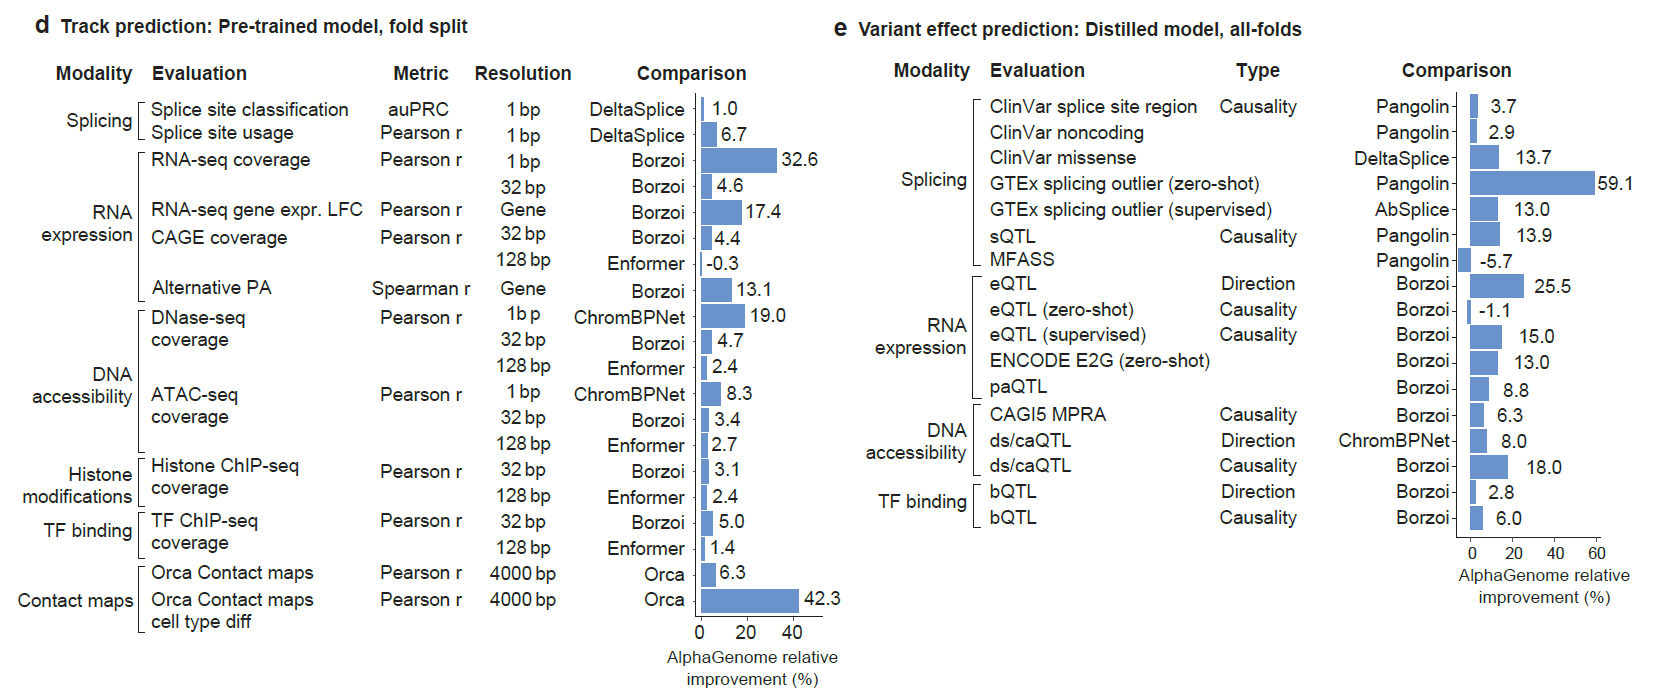 d Track prediction: Pre-trained model, fold split
Modality Evaluation Metric Resolution Comparison
Splicing
Splice site classification auPRC 1 bp DeltaSplice 1.0
Splice site usage Pearson r 1 bp DeltaSplice 6.7
RNA expression
RNA-seq coverage Pearson r 1 bp Borzoi 32.6
32 bp Borzoi 4.6
RNA-seq gene expr. LFC Pearson r Gene Borzoi 17.4
CAGE coverage Pearson r 32 bp Borzoi 4.4
128 bp Enformer -0.3
Alternative PA Spearman r Gene Borzoi 13.1
DNA accessibility
DNase-seq coverage Pearson r 1b p ChromBPNet 19.0
32 bp Borzoi 4.7
128 bp Enformer 2.4
ATAC-seq coverage Pearson r 1 bp ChromBPNet 8.3
32 bp Borzoi 3.4
128 bp Enformer 2.7
Histone modifications
Histone ChIP-seq coverage Pearson r 32 bp Borzoi 3.1
128 bp Enformer 2.4
TF binding
TF ChIP-seq coverage Pearson r 32 bp Borzoi 5.0
128 bp Enformer 1.4
Contact maps
Orca Contact maps Pearson r 4000 bp Orca 6.3
Orca Contact maps cell type diff Pearson r 4000 bp Orca 42.3
0 20 40
AlphaGenome relative
improvement (%)
e Variant effect prediction: Distilled model, all-folds
Modality Evaluation Type Comparison
Splicing
ClinVar splice site region Causality Pangolin 3.7
ClinVar noncoding Pangolin 2.9
ClinVar missense DeltaSplice 13.7
GTEx splicing outlier (zero-shot) Pangolin 59.1
GTEx splicing outlier (supervised) AbSplice 13.0
sQTL Causality Pangolin 13.9
MFASS Pangolin -5.7
RNA expression
eQTL Direction Borzoi 25.5
eQTL (zero-shot) Causality Borzoi -1.1
eQTL (supervised) Causality Borzoi 15.0
ENCODE E2G (zero-shot) Borzoi 13.0
paQTL Borzoi 8.8
DNA accessibility
CAGI5 MPRA Causality Borzoi 6.3
ds/caQTL Direction ChromBPNet 8.0
ds/caQTL Causality Borzoi 18.0
TF binding
bQTL Direction Borzoi 2.8
bQTL Causality Borzoi 6.0
0 20 40 60
AlphaGenome relative
improvement (%)